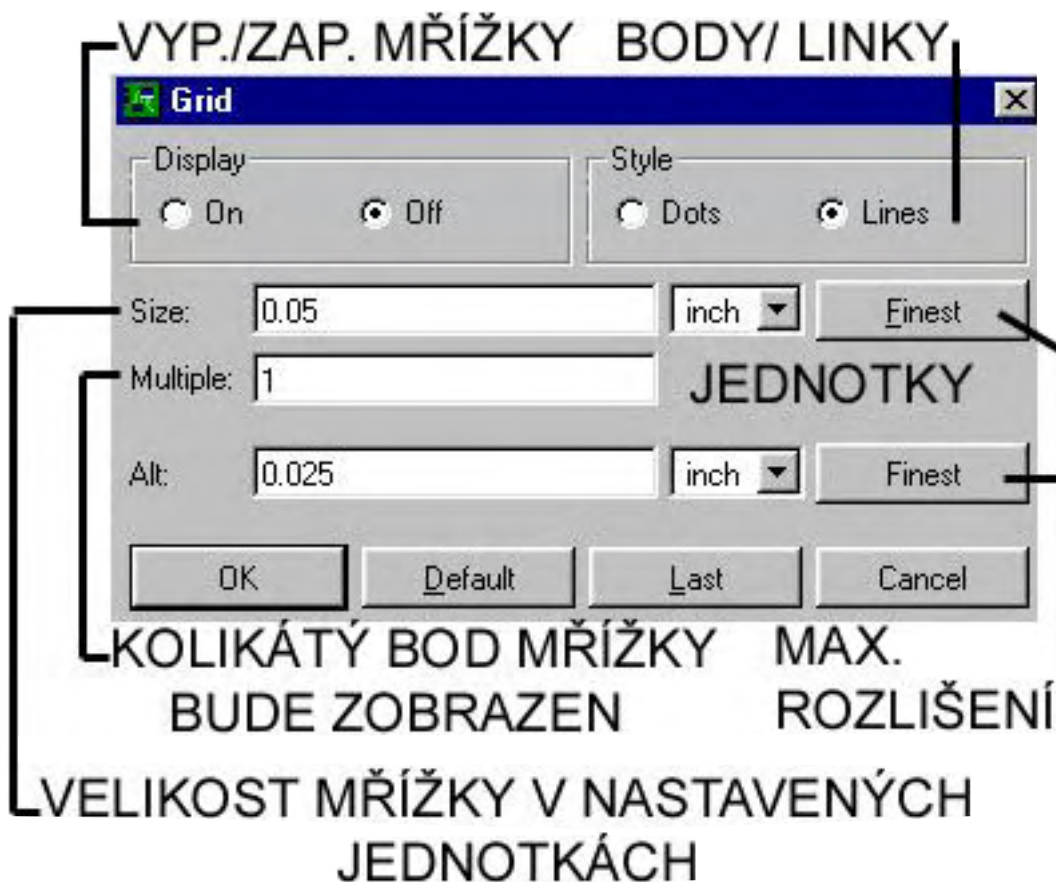 VYP./ZAP. MŘÍŽKY BODY/ LINKY
Grid
Display
On Off
Style
Dots Lines
Size: 0.05 inch Finest
Multiple: 1
JEDNOTKY
Alt: 0.025 inch Finest
OK Default Last Cancel
KOLIKÁTÝ BOD MŘÍŽKY
BUDE ZOBRAZEN
MAX.
ROZLIŠENÍ
VELIKOST MŘÍŽKY V NASTAVENÝCH
JEDNOTKÁCH